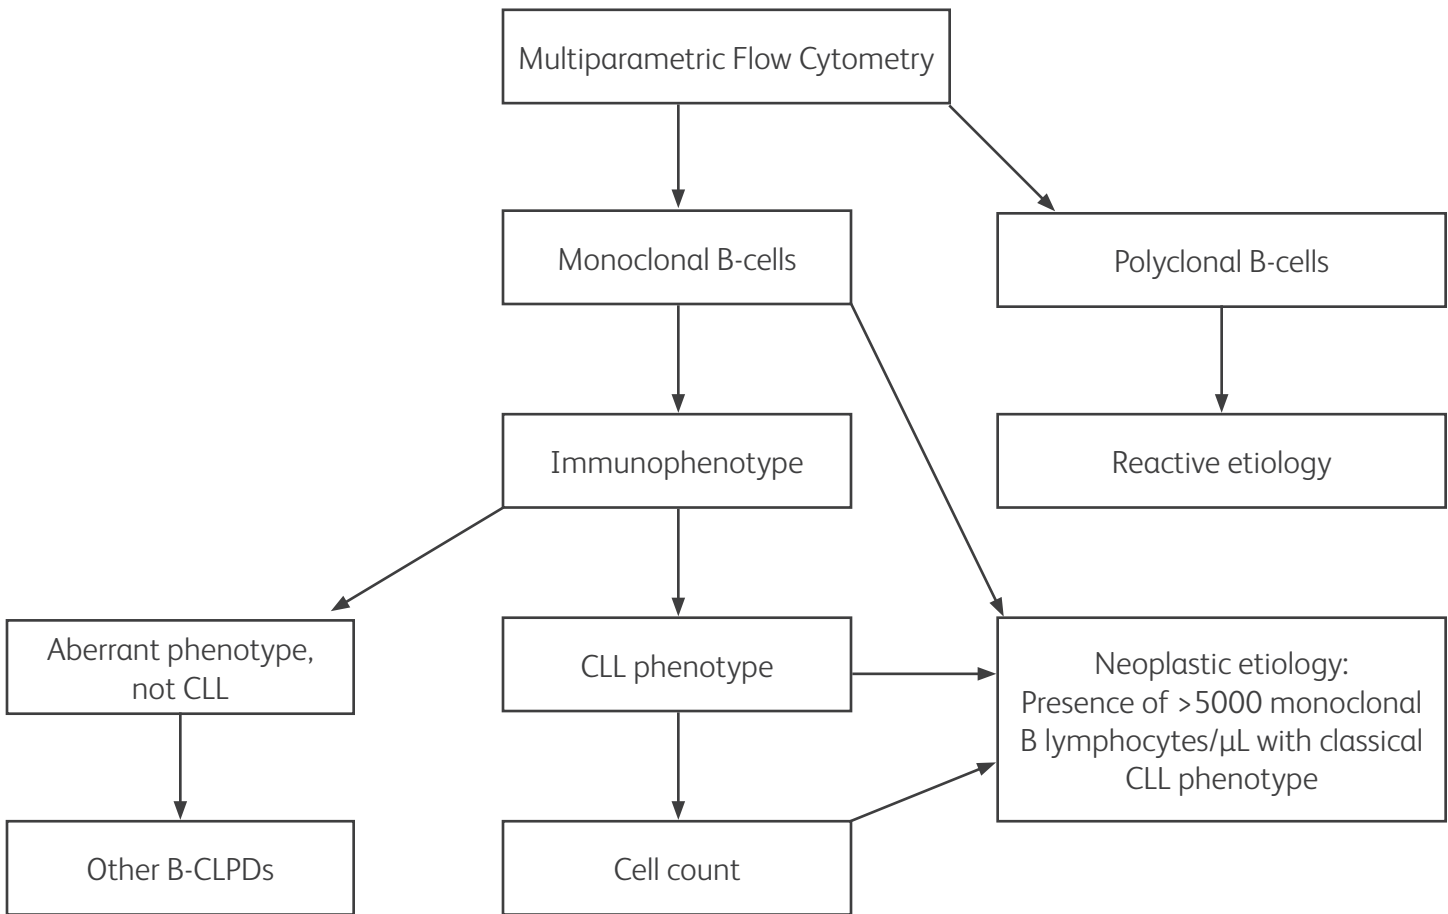 Multiparametric Flow Cytometry
Monoclonal B-cells
Polyclonal B-cells
Immunophenotype
Reactive etiology
Aberrant phenotype,
not CLL
CLL phenotype
Neoplastic etiology:
Presence of >5000 monoclonal
B lymphocytes/μL with classical
CLL phenotype
Other B-CLPDs
Cell count